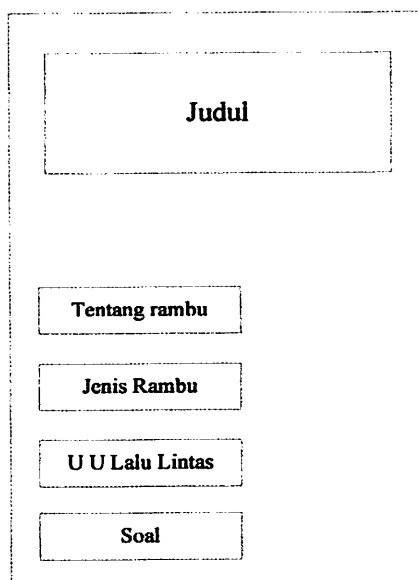 Judul
Tentang rambu
Jenis Rambu
U U Lalu Lintas
Soal